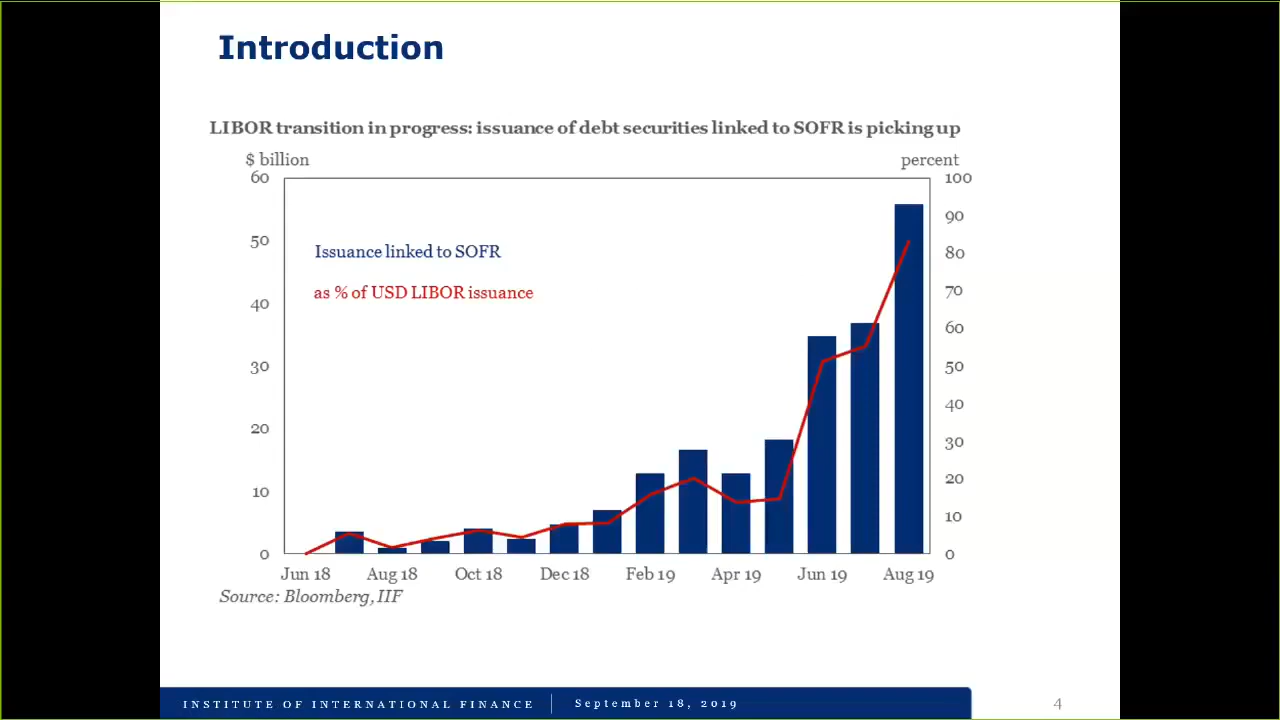 Introduction
LIBOR transition in progress: issuance of debt securities linked to SOFR is picking up
$ billion
percent
60
100
90
50
80
70
40
60
30
50
40
20
30
20
10
10
0
0
Issuance linked to SOFR
as % of USD LIBOR issuance
Jun 18 Aug 18 Oct 18 Dec 18 Feb 19 Apr 19 Jun 19 Aug 19
Source: Bloomberg, IIF
INSTITUTE OF INTERNATIONAL FINANCE | September 18, 2019
4